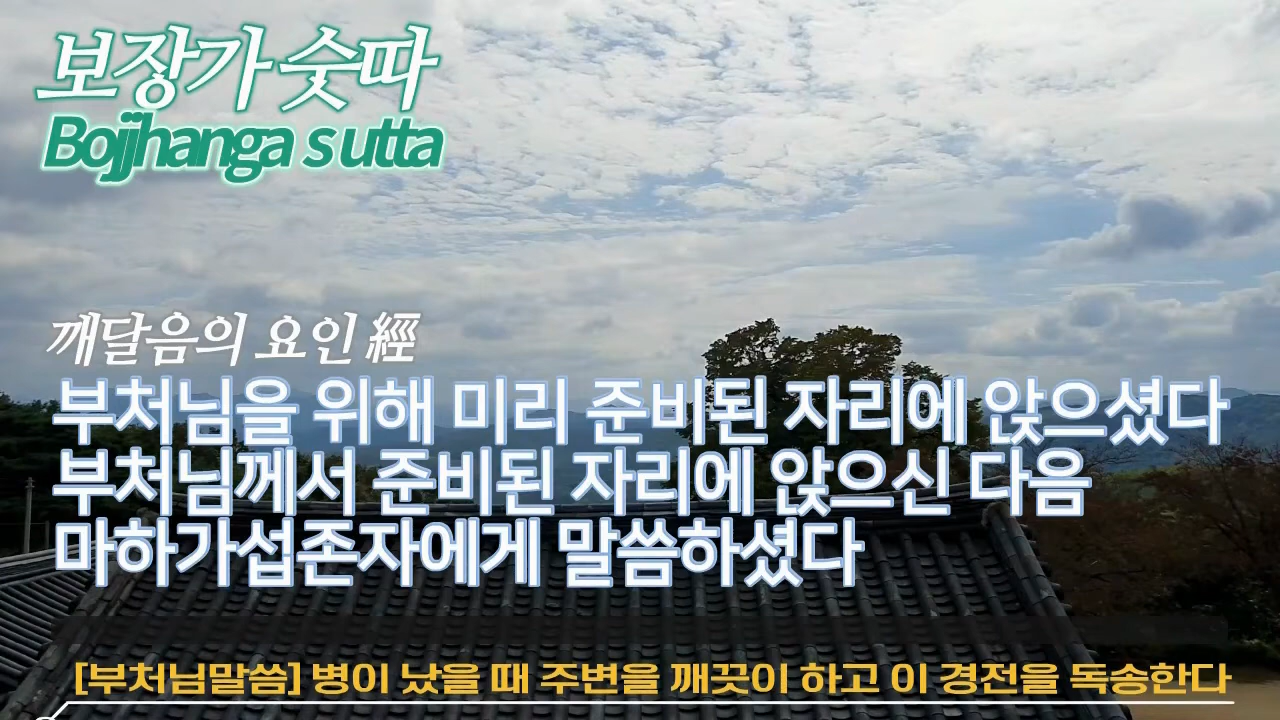 보장가 숫따
Bojjhanga sutta
깨달음의 요인 經
부처님을 위해 미리 준비된 자리에 앉으셨다
부처님께서 준비된 자리에 앉으신 다음
마하가섭존자에게 말씀하셨다
[부처님말씀] 병이 났을 때 주변을 깨끗이 하고 이 경전을 독송한다